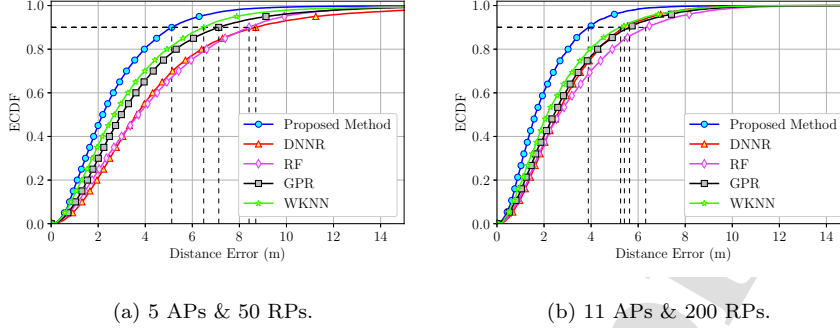 1.0
0.8
0.6
0.4
0.2
0.0
ECDF
0 2 4 6 8 10 12 14
Distance Error (m)
Proposed Method
DNNR
RF
GPR
WKNN
(a) 5 APs & 50 RPs.
1.0
0.8
0.6
0.4
0.2
0.0
ECDF
0 2 4 6 8 10 12 14
Distance Error (m)
Proposed Method
DNNR
RF
GPR
WKNN
(b) 11 APs & 200 RPs.